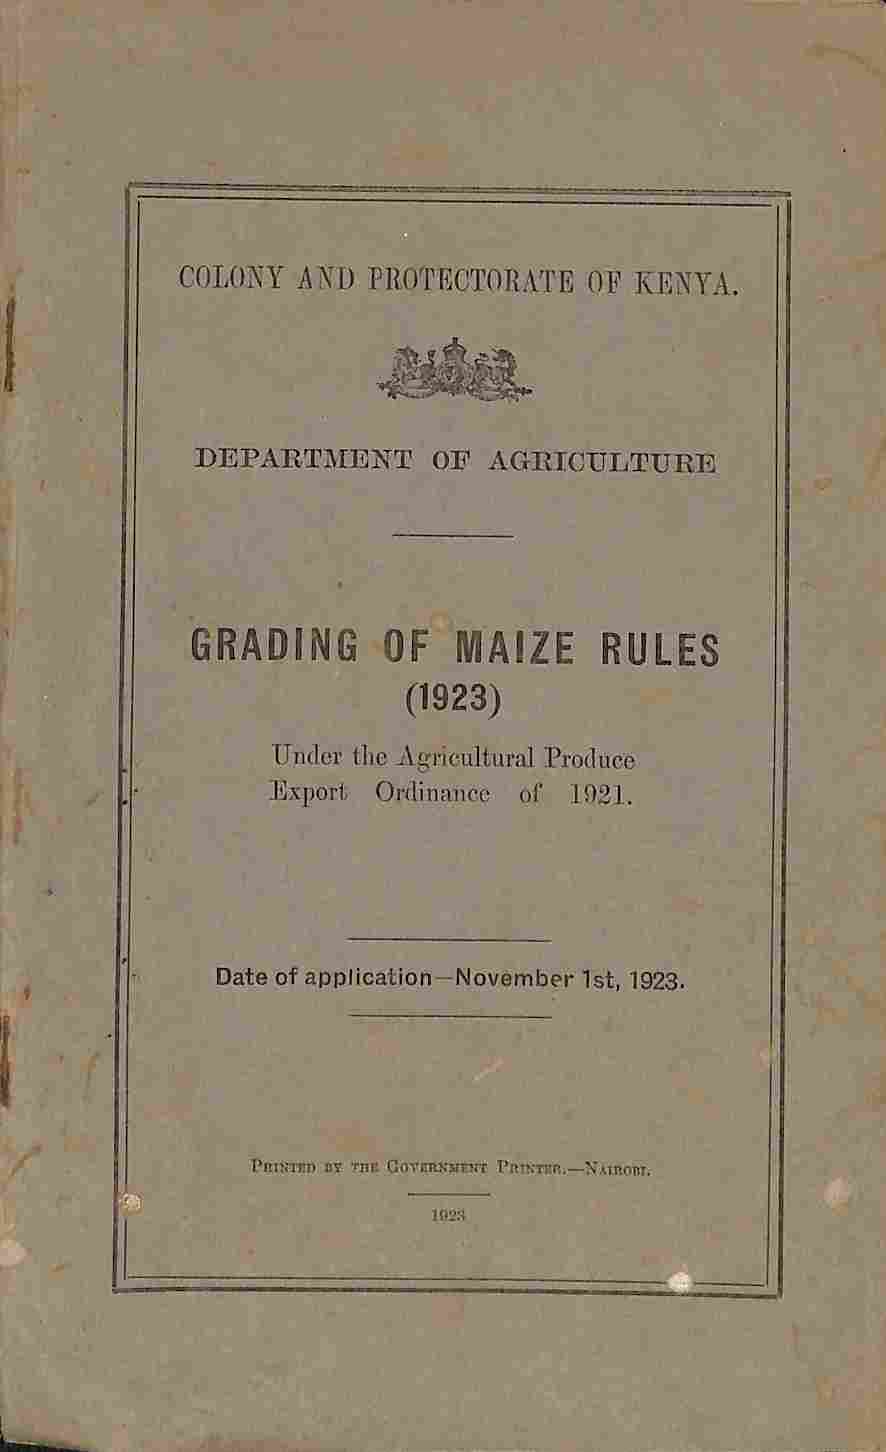 COLONY AND PROTECTORATE OF KENYA.
DEPARTMENT OF AGRICULTURE
GRADING OF MAIZE RULES
(1923)
Under the Agricultural Produce
Export Ordinance of 1921.
Date of application—November 1st, 1923.
PRINTED BY THE GOVERNMENT PRINTER.—NAIROBI.
1923